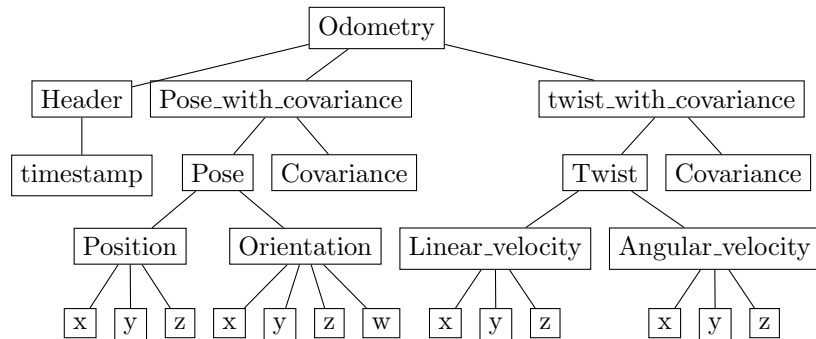 Odometry
Header Pose_with_covariance twist_with_covariance
timestamp Pose Covariance Twist Covariance
Position Orientation Linear_velocity Angular_velocity
x y z x y z w x y z x y z